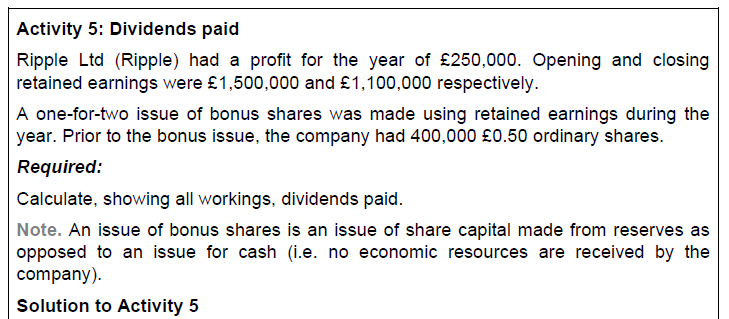 Activity 5: Dividends paid
Ripple Ltd (Ripple) had a profit for the year of £250,000. Opening and closing
retained earnings were £1,500,000 and £1,100,000 respectively.
A one-for-two issue of bonus shares was made using retained earnings during the
year. Prior to the bonus issue, the company had 400,000 £0.50 ordinary shares.
Required:
Calculate, showing all workings, dividends paid.
Note. An issue of bonus shares is an issue of share capital made from reserves as
opposed to an issue for cash (i.e. no economic resources are received by the
company).
Solution to Activity 5